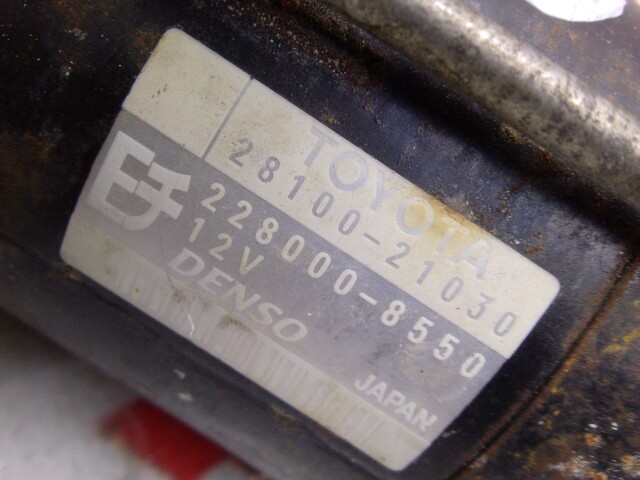 TOYOTA
28100-21030
228000-8550
12V
DENSO
JAPAN